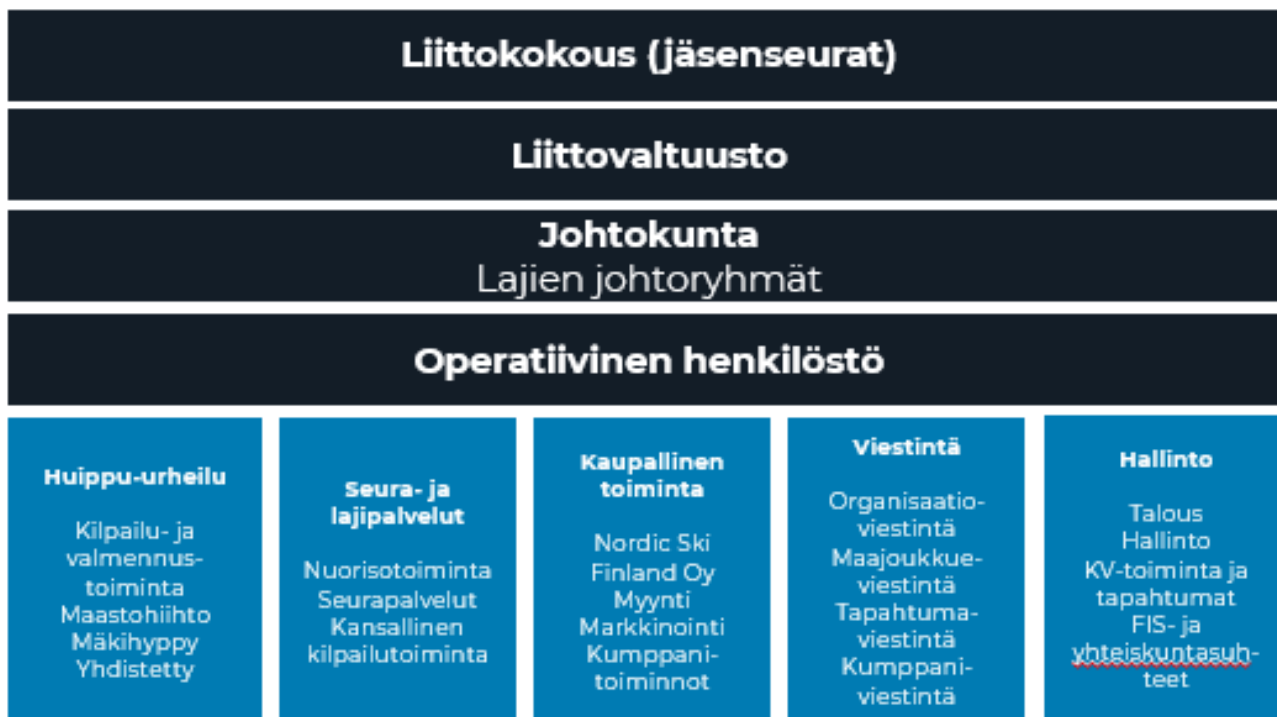 Liittokokous (jäsenseurat)
Liittovaltuusto
Johtokunta
Lajien johtoryhmät
Operatiivinen henkilöstö
Huippu-urheilu
Kilpailu- ja
valmennus-
toiminta
Maastohiihto
Mäkihyppy
Yhdistetty
Seura- ja
lajipalvelut
Nuorisotoiminta
Seurapalvelut
Kansallinen
kilpailutoiminta
Kaupallinen
toiminta
Nordic Ski
Finland Oy
Myynti
Markkinointi
Kumppani-
toiminnot
Viestintä
Organisaatio-
viestintä
Maajoukkue-
viestintä
Tapahtuma-
viestintä
Kumppani-
viestintä
Hallinto
Talous
Hallinto
KV-toiminta ja
tapahtumat
FIS- ja
yhteiskuntasuh-
teet